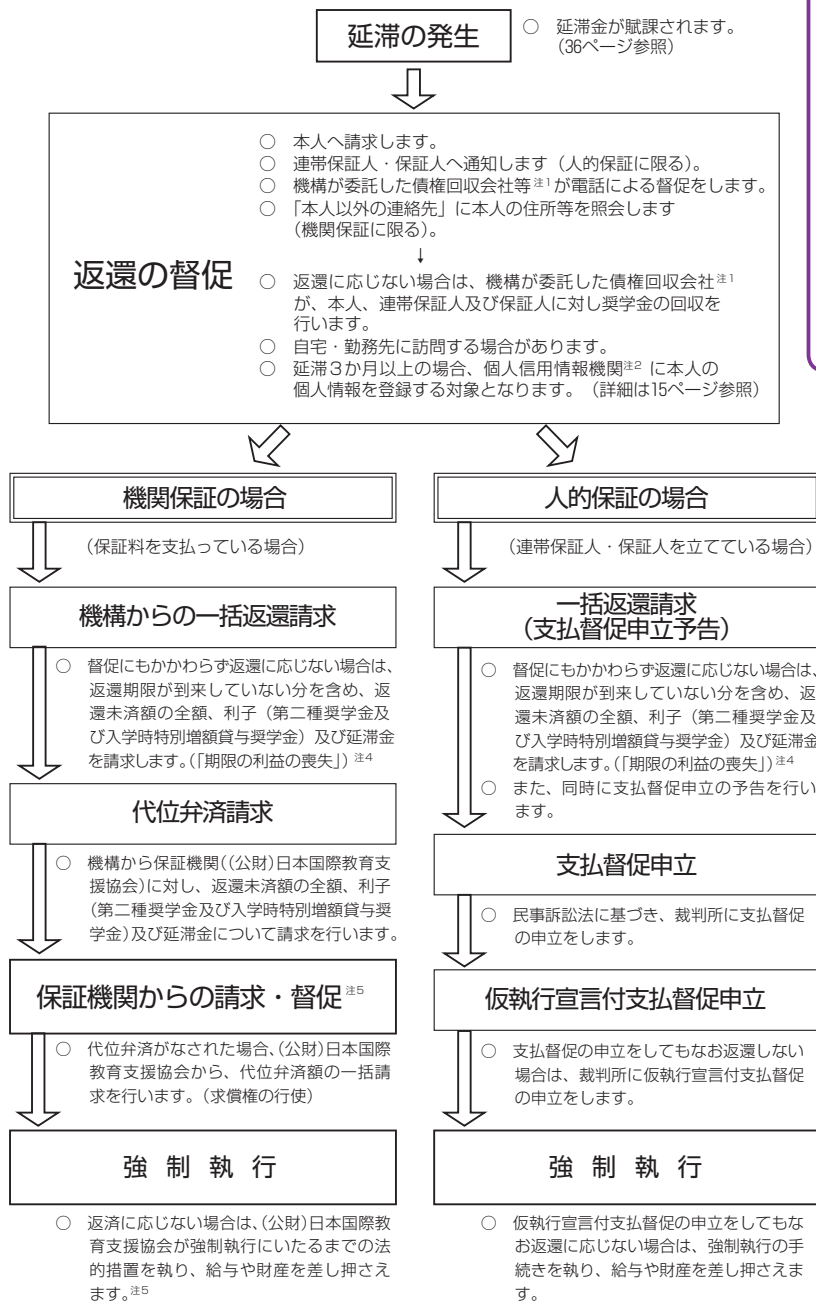 延滞の発生
○ 延滞金が賦課されます。
(36ページ参照)
○ 本人へ請求します。
○ 連帯保証人・保証人へ通知します（人的保証に限る）。
○ 機構が委託した債権回収会社等注1が電話による督促をします。
○ 「本人以外の連絡先」に本人の住所等を照会します
(機関保証に限る)。
↓
返還の督促
○ 返還に応じない場合は、機構が委託した債権回収会社注1
が、本人、連帯保証人及び保証人に対し奨学金の回収を
行います。
○ 自宅・勤務先に訪問する場合があります。
○ 延滞３か月以上の場合、個人信用情報機関注2 に本人の
個人情報を登録する対象となります。（詳細は15ページ参照）
機関保証の場合
（保証料を支払っている場合）
機構からの一括返還請求
○ 督促にもかかわらず返還に応じない場合は、
返還期限が到来していない分を含め、返
還未済額の全額、利子（第二種奨学金及
び入学時特別増額貸与奨学金）及び延滞金
を請求します。(「期限の利益の喪失」) 注4
代位弁済請求
○ 機構から保証機関((公財)日本国際教育支
援協会)に対し、返還未済額の全額、利子
(第二種奨学金及び入学時特別増額貸与奨
学金)及び延滞金について請求を行います。
保証機関からの請求・督促注5
○ 代位弁済がなされた場合、(公財)日本国際
教育支援協会から、代位弁済額の一括請
求を行います。（求償権の行使）
強 制 執 行
○ 返済に応じない場合は、(公財)日本国際教
育支援協会が強制執行にいたるまでの法
的措置を執り、給与や財産を差し押さえ
ます。注5
人的保証の場合
（連帯保証人・保証人を立てている場合）
一括返還請求
（支払督促申立予告）
○ 督促にもかかわらず返還に応じない場合は、
返還期限が到来していない分を含め、返
還未済額の全額、利子（第二種奨学金及
び入学時特別増額貸与奨学金）及び延滞金
を請求します。(「期限の利益の喪失」) 注4
○ また、同時に支払督促申立の予告を行い
ます。
支払督促申立
○ 民事訴訟法に基づき、裁判所に支払督促
の申立をします。
仮執行宣言付支払督促申立
○ 支払督促の申立をしてもなお返還しない
場合は、裁判所に仮執行宣言付支払督促
の申立をします。
強 制 執 行
○ 仮執行宣言付支払督促の申立をしてもな
お返還に応じない場合は、強制執行の手
続きを執り、給与や財産を差し押さえま
す。